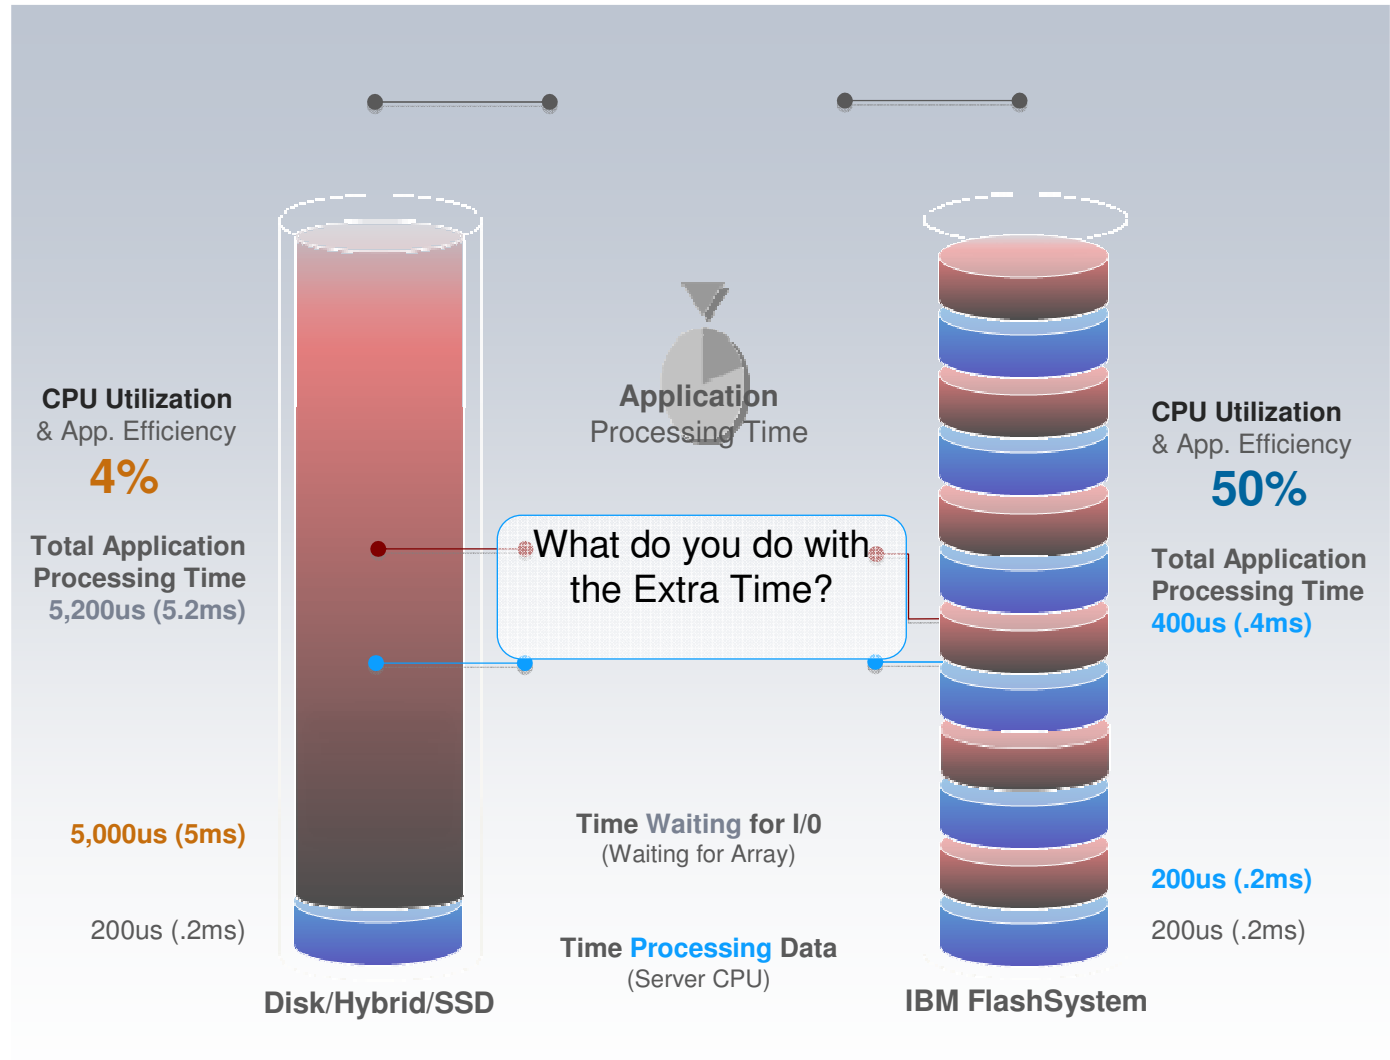 CPU Utilization
& App. Efficiency
4%
Total Application
Processing Time
5,200us (5.2ms)
5,000us (5ms)
200us (.2ms)
Disk/Hybrid/SSD
Application
Processing Time
What do you do with
the Extra Time?
Time Waiting for I/0
(Waiting for Array)
Time Processing Data
(Server CPU)
CPU Utilization
& App. Efficiency
50%
Total Application
Processing Time
400us (.4ms)
200us (.2ms)
200us (.2ms)
IBM FlashSystem